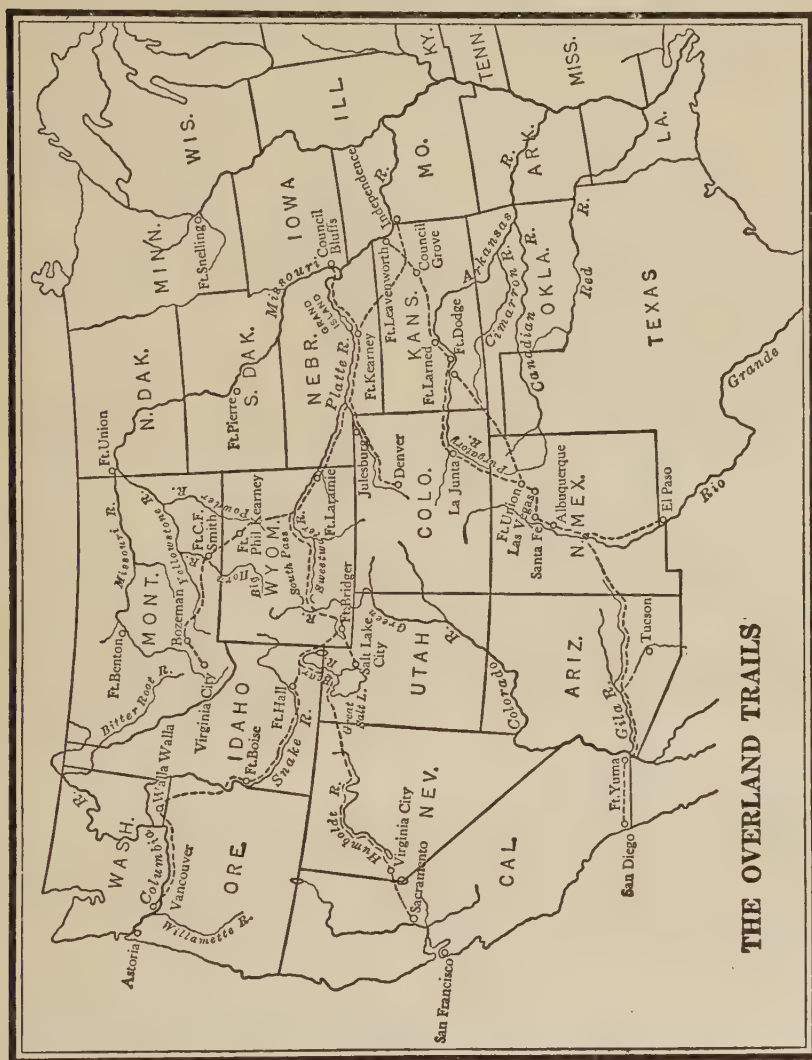 WASH.
Columbia
R.
Astoria
Vancouver
Willamette R.
Walla Walla
ORE.
Bitter Root R.
Ft. Benton
Missouri R.
MONT.
Ft. Union
Yellowstone R.
Bozeman
Virginia City
Ft. C.F. Smith
Big Horn
Powder R.
Ft. Phil Kearney
IDAHO
Ft. Boise
Ft. Hall
Snake R.
WYOM.
South Pass
Sweetwater R.
Ft. Laramie
Ft. Bridger
Green
R.
Bear
R.
Great Salt L.
Salt Lake City
UTAH
NEV.
Humboldt R.
Virginia City
Sacramento
San Francisco
CAL.
San Diego
Ft. Yuma
Colorado
R.
ARIZ.
Gila R.
Tucson
N. DAK.
S. DAK.
Ft. Pierre
NEBR.
GRAND ISLAND
Platte R.
Ft. Kearney
Julesburg
Denver
COLO.
La Junta
Purgatory R.
Ft. Union
Las Vegas
Santa Fe
Albuquerque
N. MEX.
El Paso
Rio
Grande
MINN.
Ft. Snelling
WIS.
IOWA
Council Bluffs
Missouri
R.
ILL
Independence
Ft. Leavenworth
MO.
KANS.
Council Grove
Ft. Larned
Ft. Dodge
Arkansas
R.
Cimarron R.
Canadian
R.
OKLA.
Red
R.
ARK.
TEXAS
KY.
TENN.
MISS.
LA.
THE OVERLAND TRAILS